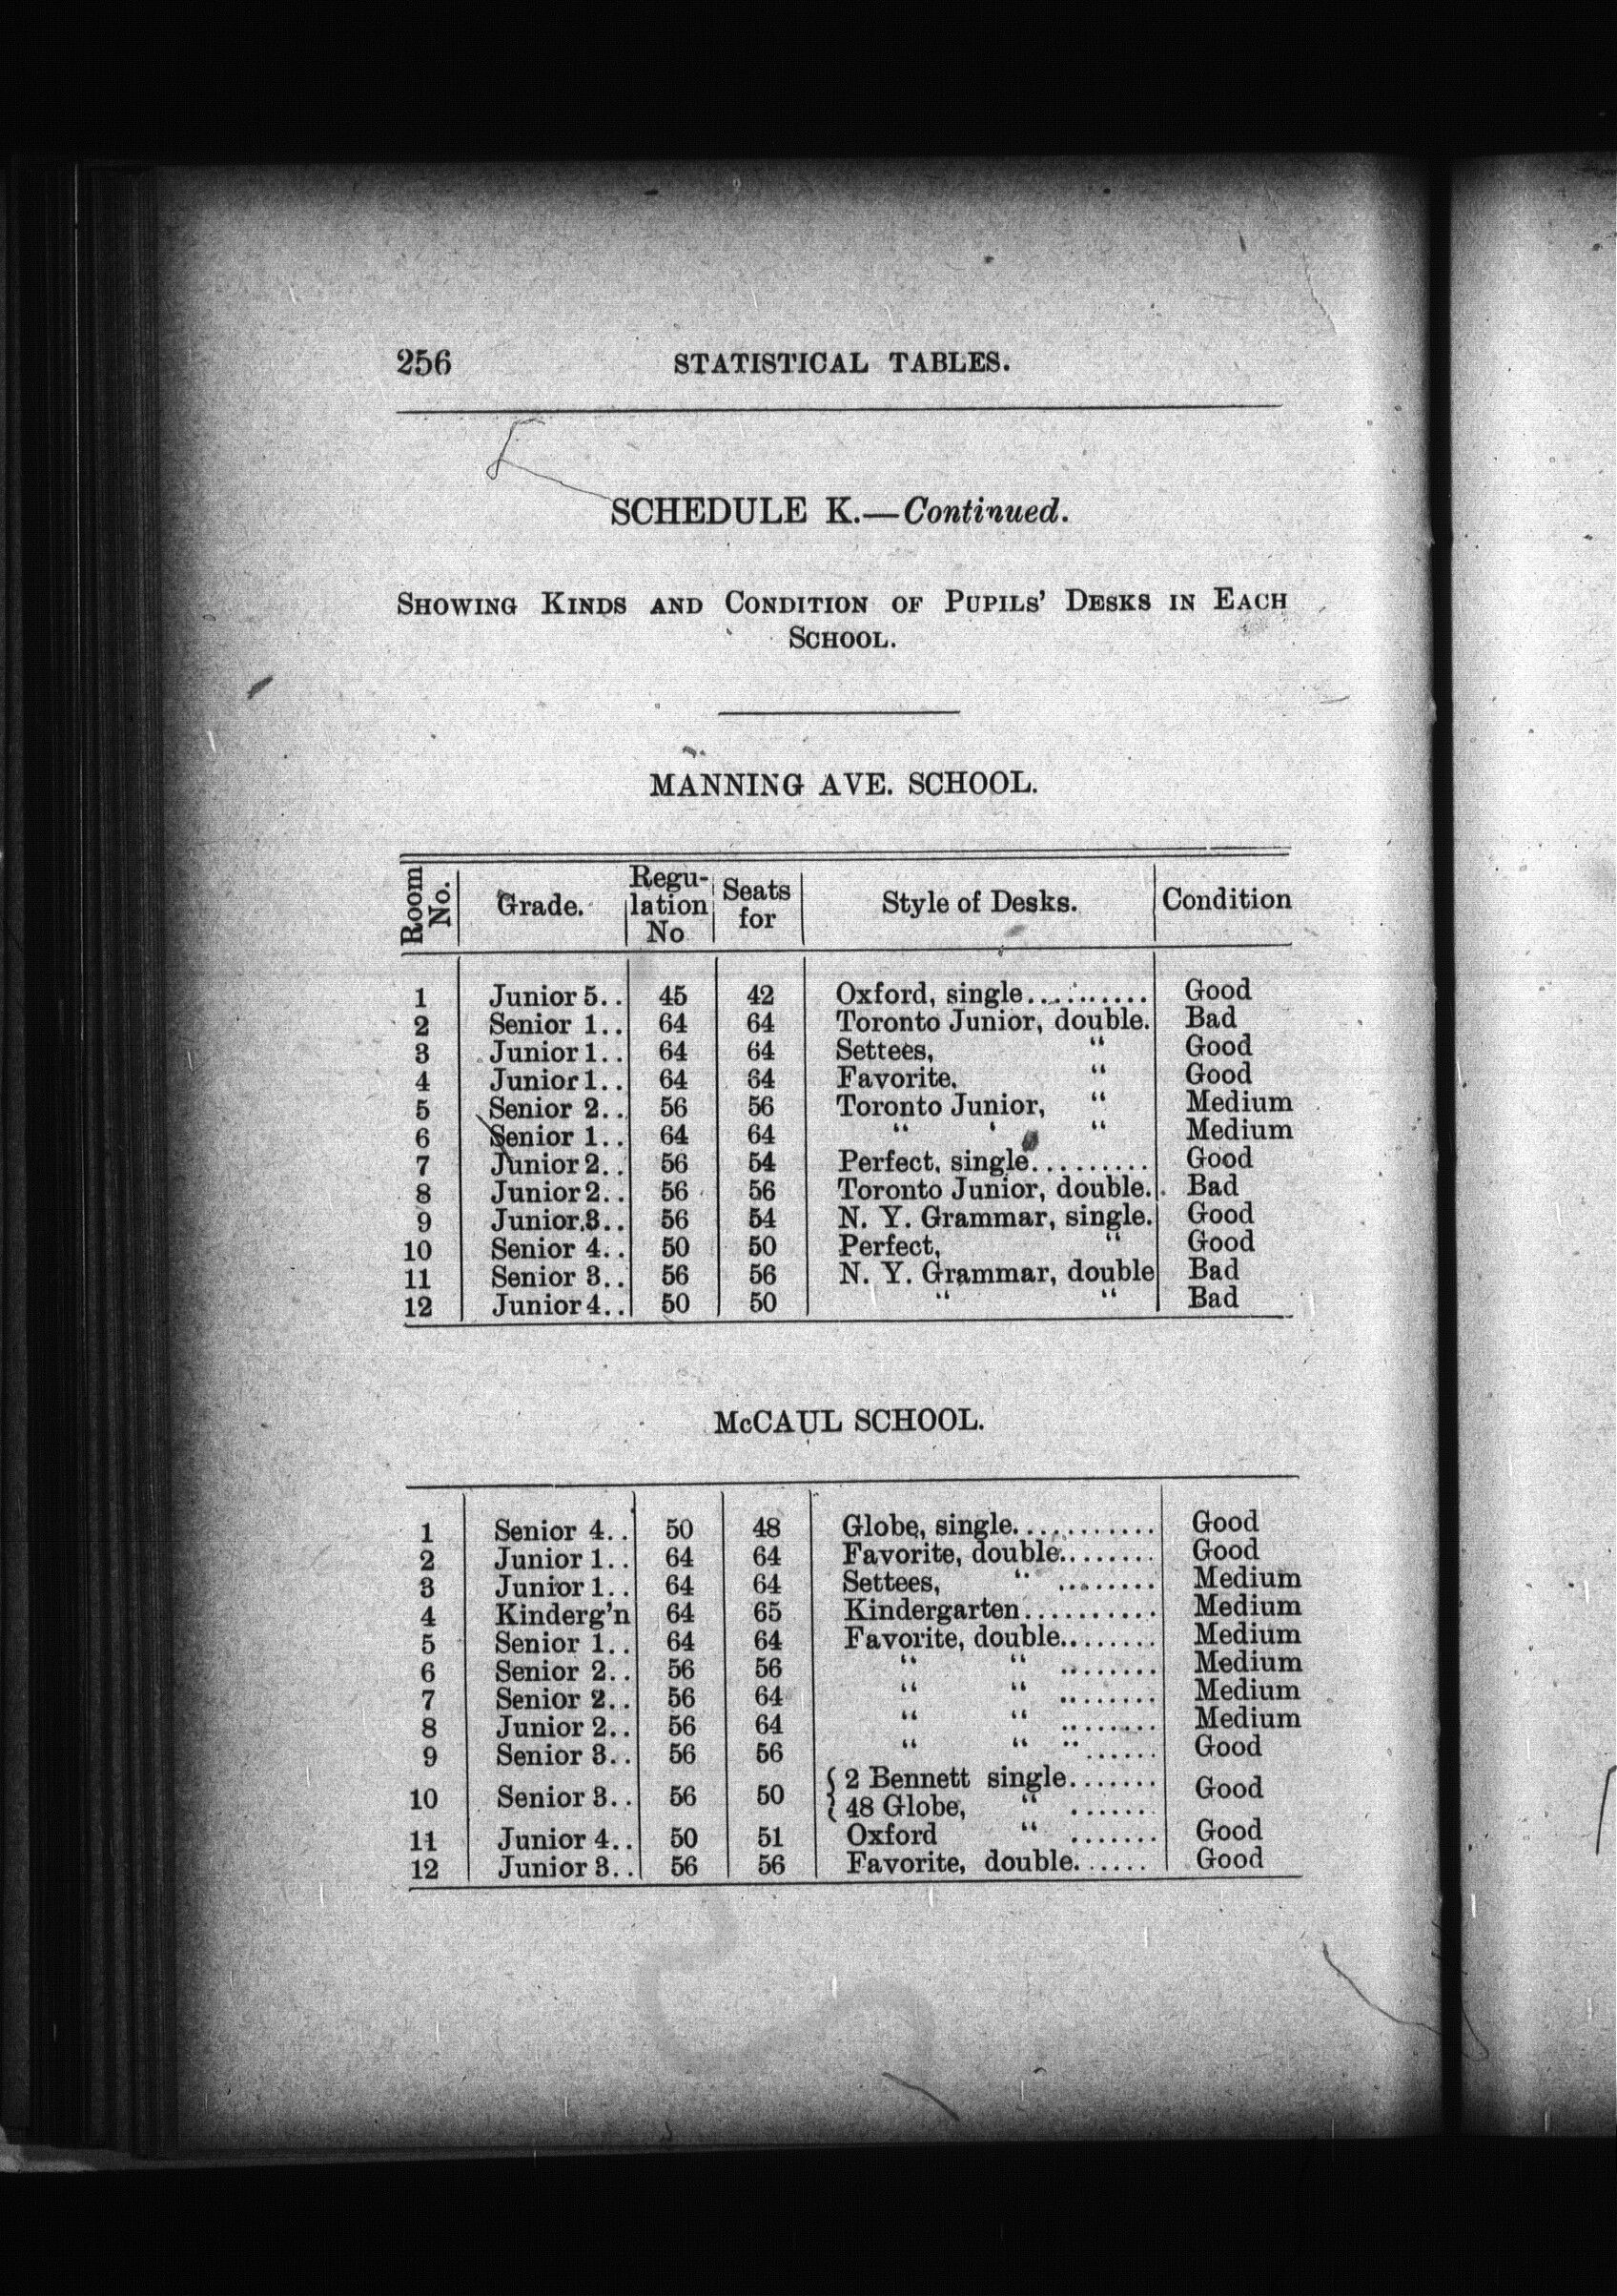 256 STATISTICAL TABLES.
SCHEDULE K.—Continued.
SHOWING KINDS AND CONDITION OF PUPILS' DESKS IN EACH
SCHOOL.
MANNING AVE. SCHOOL.
Room No. Grade. Regu-lation No Seats for Style of Desks. Condition
1 Junior 5.. 45 42 Oxford, single.......... Good
2 Senior 1.. 64 64 Toronto Junior, double. Bad
3 Junior 1.. 64 64 Settees, " Good
4 Junior 1.. 64 64 Favorite, " Good
5 Senior 2.. 56 56 Toronto Junior, " Medium
6 Senior 1.. 64 64 " ' " Medium
7 Junior 2.. 56 54 Perfect, single......... Good
8 Junior 2.. 56 56 Toronto Junior, double. Bad
9 Junior 3.. 56 54 N. Y. Grammar, single. Good
10 Senior 4.. 50 50 Perfect, " Good
11 Senior 3.. 56 56 N. Y. Grammar, double Bad
12 Junior 4.. 50 50 " " Bad
McCAUL SCHOOL.
1 Senior 4.. 50 48 Globe, single........... Good
2 Junior 1.. 64 64 Favorite, double........ Good
3 Junior 1.. 64 64 Settees, " ........ Medium
4 Kinderg'n 64 65 Kindergarten.......... Medium
5 Senior 1.. 64 64 Favorite, double........ Medium
6 Senior 2.. 56 56 " " ........ Medium
7 Senior 2.. 56 64 " " ........ Medium
8 Junior 2.. 56 64 " " ........ Medium
9 Senior 3.. 56 56 " " ........ Good
10 Senior 3.. 56 50 { 2 Bennett single....... Good
{ 48 Globe, " .......
11 Junior 4.. 50 51 Oxford " ....... Good
12 Junior 3.. 56 56 Favorite, double...... Good